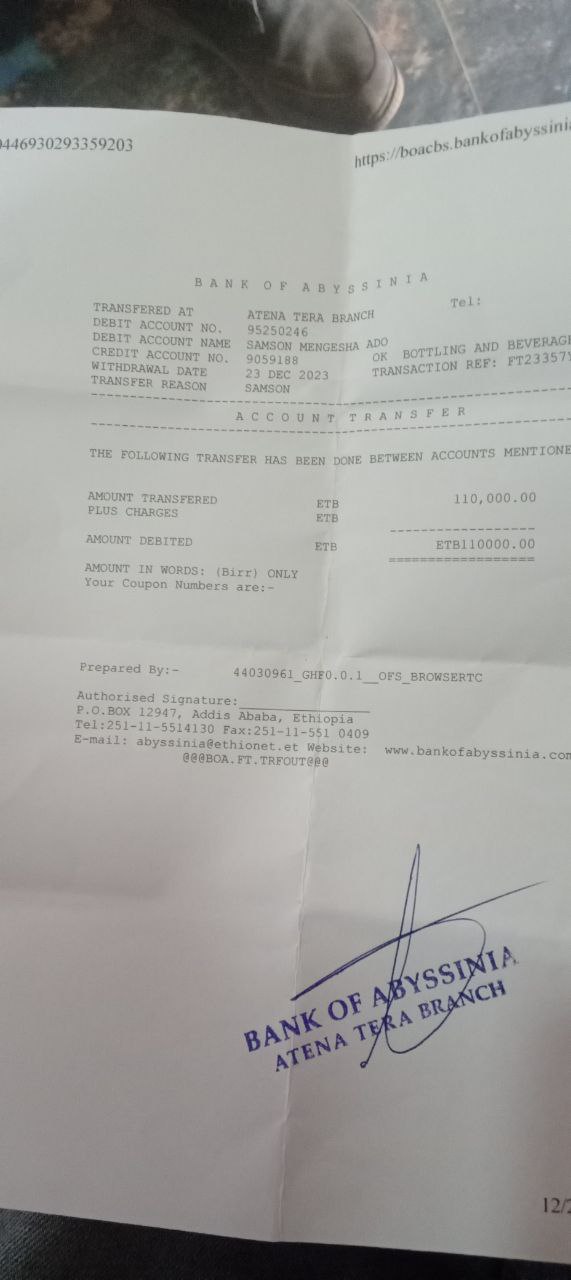 0446930293359203
https://boacbs.bankofabyssinia
BANK OF ABYSSINIA
Tel:
TRANSFERED AT ATENA TERA BRANCH
DEBIT ACCOUNT NO. 95250246
DEBIT ACCOUNT NAME SAMSON MENGESHA ADO
CREDIT ACCOUNT NO. 9059188 OK BOTTLING AND BEVERAGE
WITHDRAWAL DATE 23 DEC 2023 TRANSACTION REF: FT23357
TRANSFER REASON SAMSON
ACCOUNT TRANSFER
THE FOLLOWING TRANSFER HAS BEEN DONE BETWEEN ACCOUNTS MENTIONE
AMOUNT TRANSFERED ETB 110,000.00
PLUS CHARGES ETB
AMOUNT DEBITED ETB ETB110000.00
AMOUNT IN WORDS: (Birr) ONLY
Your Coupon Numbers are:-
Prepared By:- 44030961_GHF0.0.1__OFS_BROWSERTC
Authorised Signature:
P.O.BOX 12947, Addis Ababa, Ethiopia
Tel:251-11-5514130 Fax:251-11-551 0409
E-mail: abyssinia@ethionet.et Website: www.bankofabyssinia.com
@@@BOA.FT.TRFOUT@@@
BANK OF ABYSSINIA
ATENA TERA BRANCH
12/2